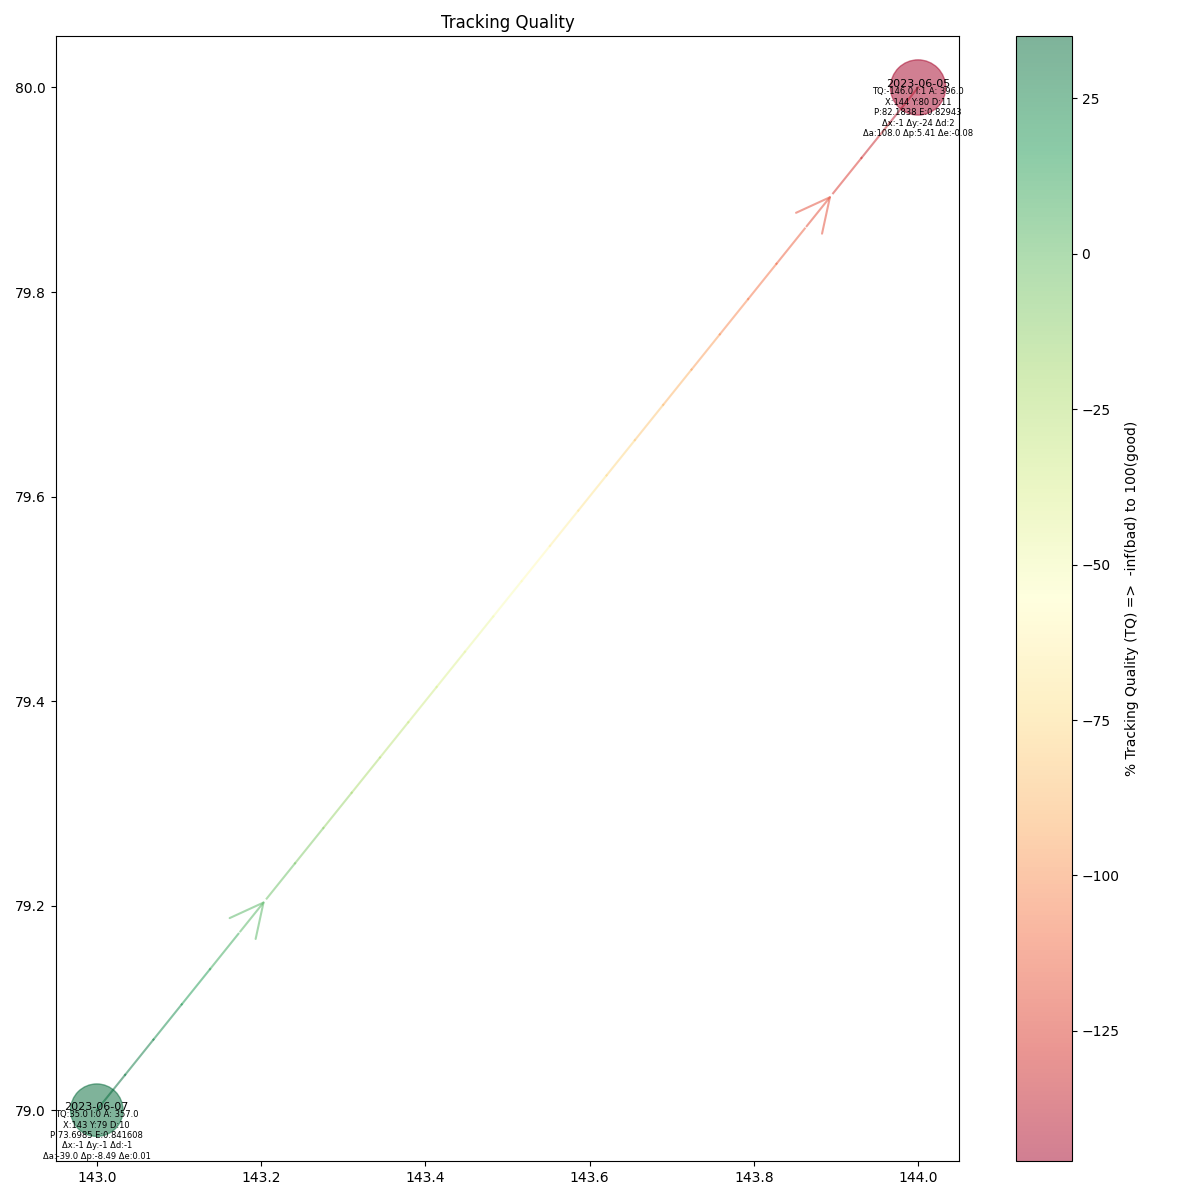 Tracking Quality
80.0
79.8
79.6
79.4
79.2
79.0
2023-06-05
TQ:-146.0 I:1 A: 396.0
X:144 Y:80 D:11
P:82.1838 E:0.82943
Δx:-1 Δy:-24 Δd:2
Δa:108.0 Δp:5.41 Δe:-0.08
2023-06-07
TQ:35.0 I:0 A: 357.0
X:143 Y:79 D:10
P:73.6985 E:0.841608
Δx:-1 Δy:-1 Δd:-1
Δa:-39.0 Δp:-8.49 Δe:0.01
143.0 143.2 143.4 143.6 143.8 144.0
25
0
−25
−50
−75
−100
−125
% Tracking Quality (TQ) => -inf(bad) to 100(good)